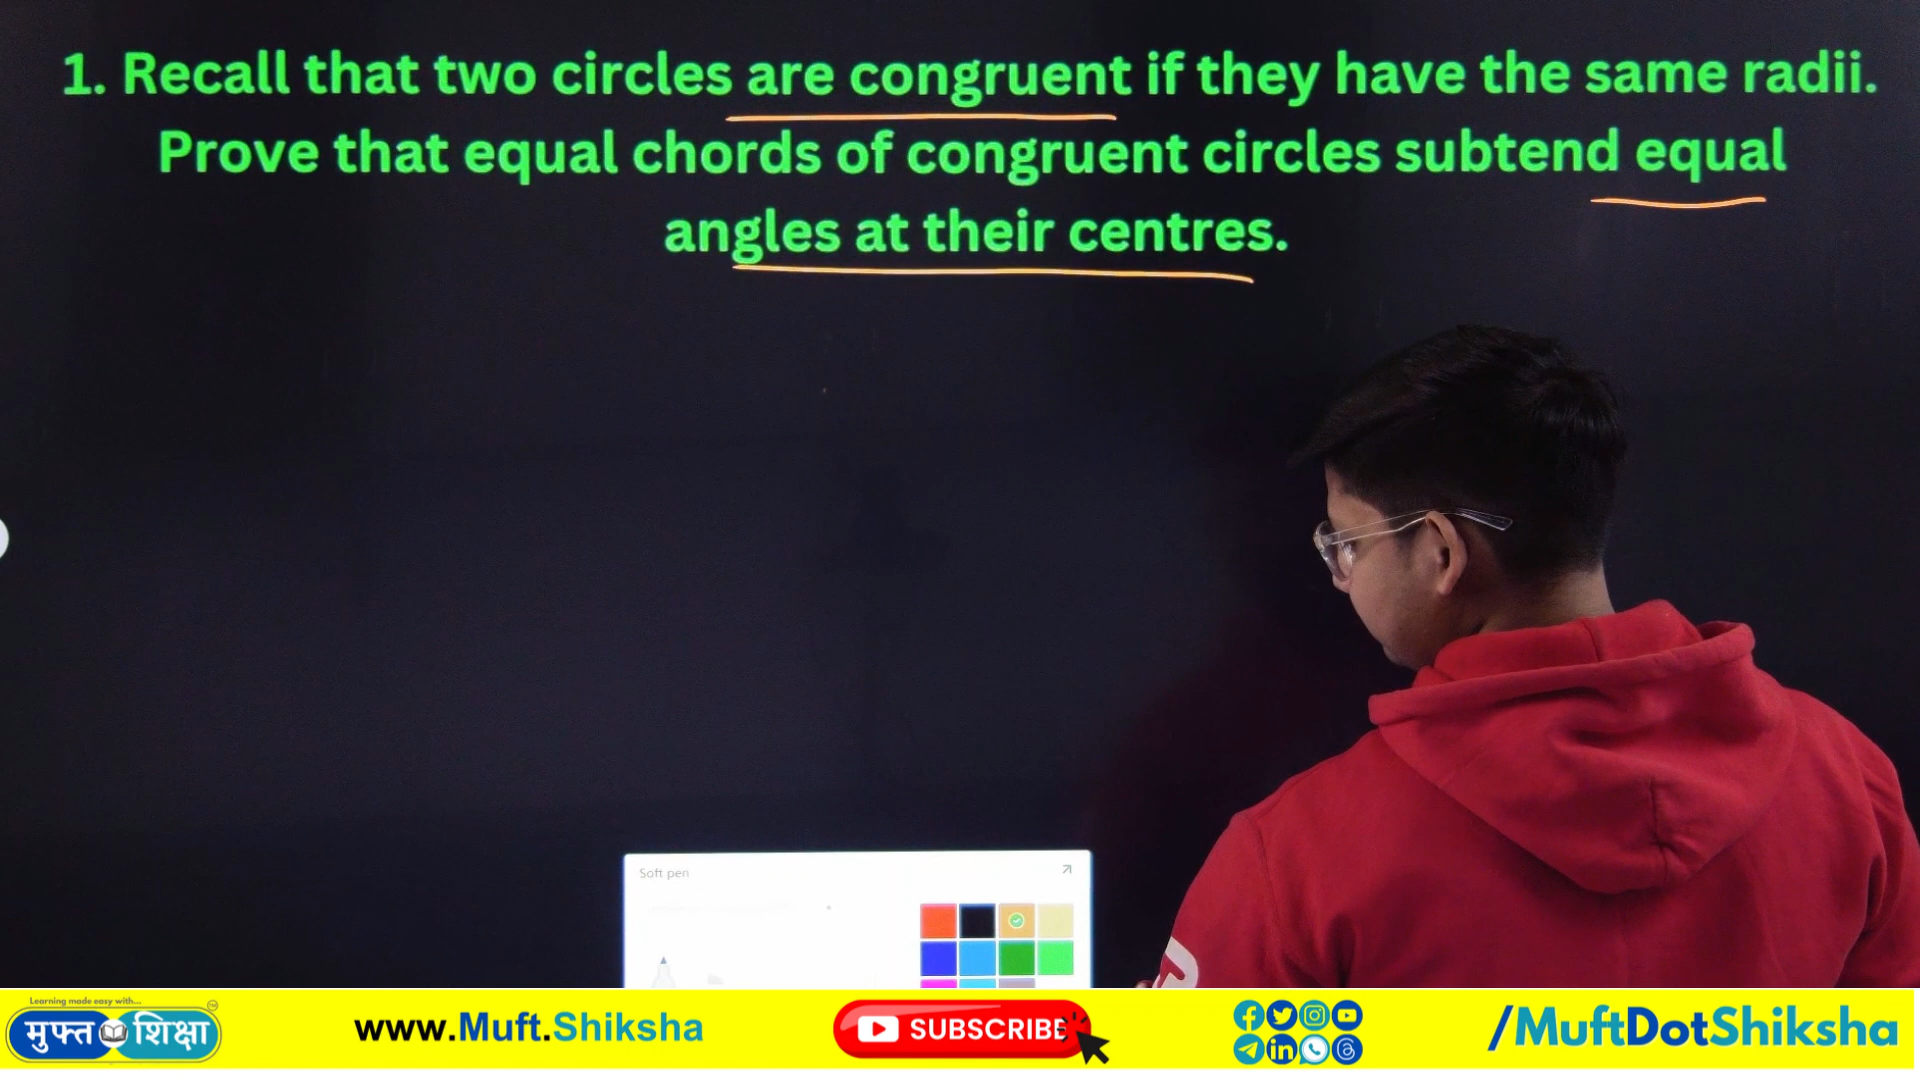 1. Recall that two circles are congruent if they have the same radii.
Prove that equal chords of congruent circles subtend equal
angles at their centres.
Soft pen
Learning made easy with...
मुफ्त शिक्षा
www.Muft.Shiksha
SUBSCRIBE
/MuftDotShiksha